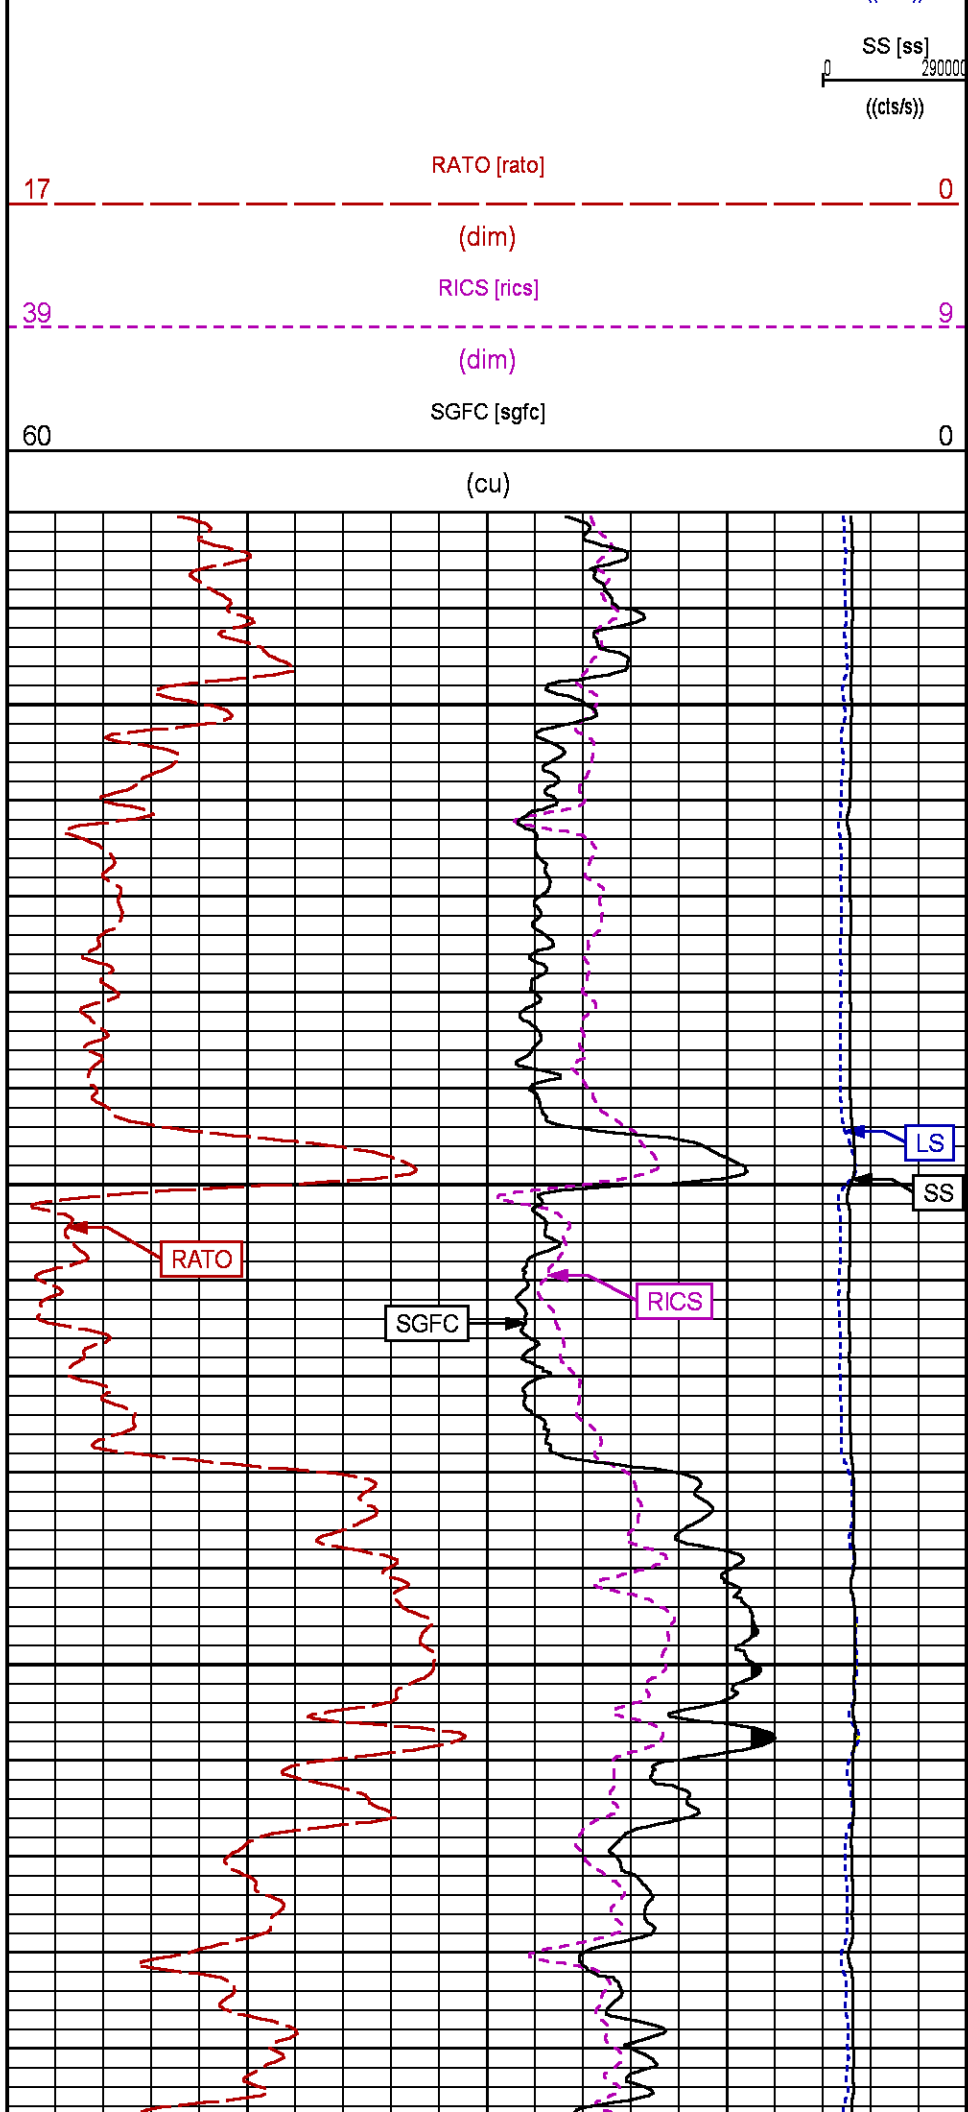 SS [ss]
0 290000
((cts/s))
RATO [rato]
17 0
(dim)
RICS [rics]
39 9
(dim)
SGFC [sgfc]
60 0
(cu)
LS
SS
RATO
RICS
SGFC